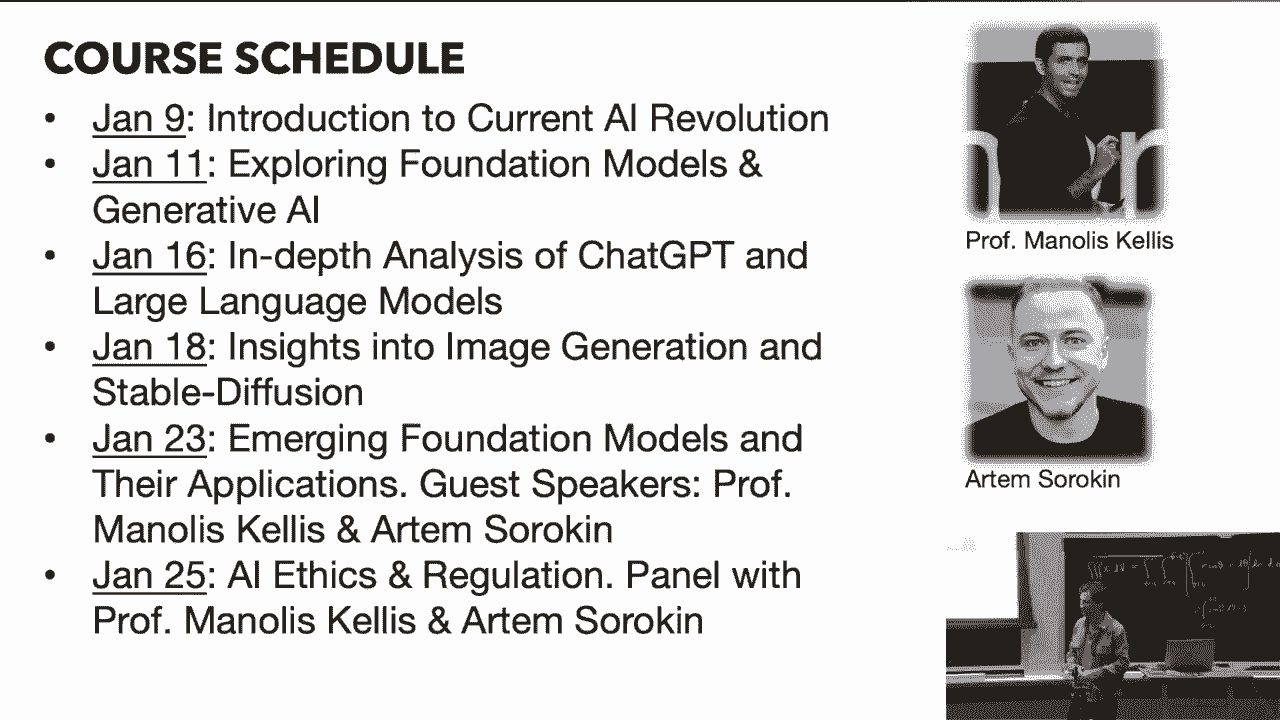 COURSE SCHEDULE
• Jan 9: Introduction to Current AI Revolution
• Jan 11: Exploring Foundation Models &
Generative AI
• Jan 16: In-depth Analysis of ChatGPT and
Large Language Models
• Jan 18: Insights into Image Generation and
Stable-Diffusion
• Jan 23: Emerging Foundation Models and
Their Applications. Guest Speakers: Prof.
Manolis Kellis & Artem Sorokin
• Jan 25: AI Ethics & Regulation. Panel with
Prof. Manolis Kellis & Artem Sorokin
Prof. Manolis Kellis
Artem Sorokin